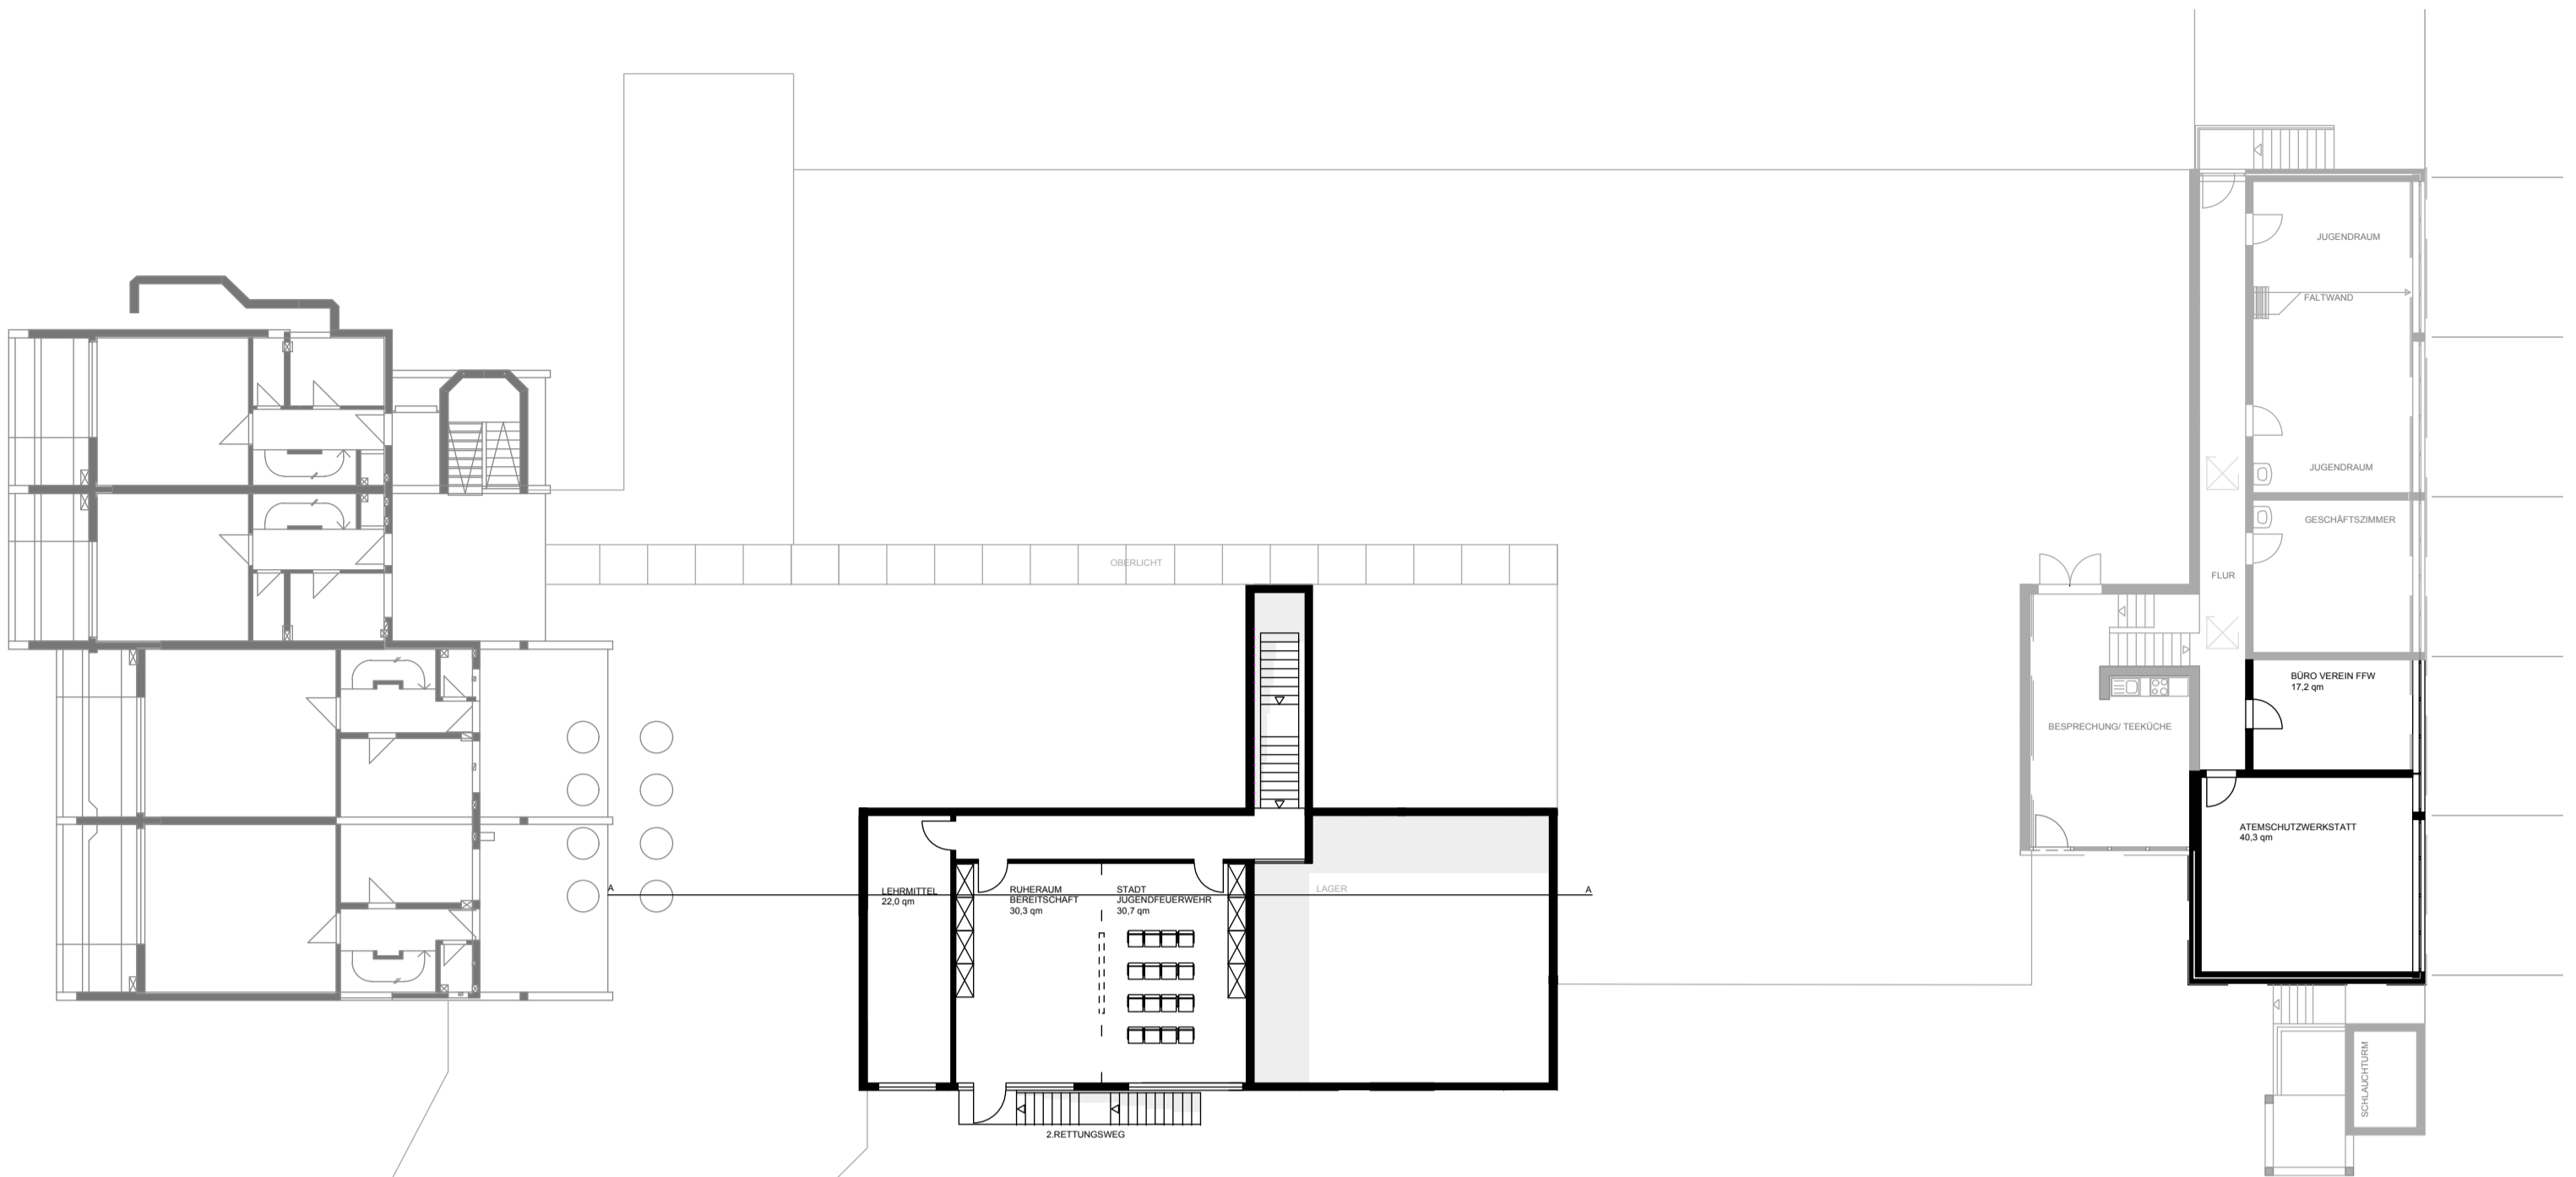 JUGENDRAUM
FALTWAND
JUGENDRAUM
GESCHÄFTSZIMMER
OBERLICHT
FLUR
BÜRO VEREIN FFW
17,2 qm
BESPRECHUNG/ TEEKÜCHE
ATEMSCHUTZWERKSTATT
40,3 qm
A
LEHRMITTEL
22,0 qm
RUHERAUM
BEREITSCHAFT
30,3 qm
STADT
JUGENDFEUERWEHR
30,7 qm
LAGER
A
SCHLAUCHTURM
2.RETTUNGSWEG